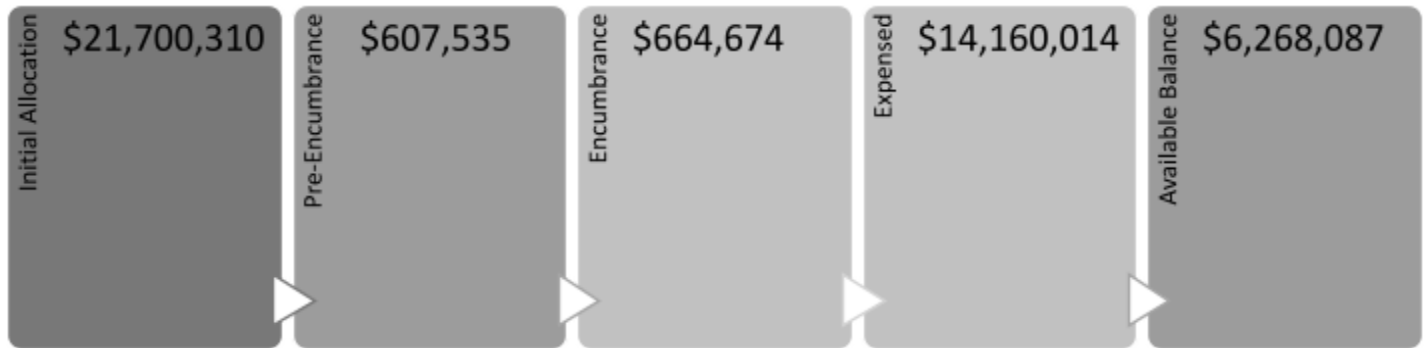 Initial Allocation
$21,700,310
Pre-Encumbrance
$607,535
Encumbrance
$664,674
Expensed
$14,160,014
Available Balance
$6,268,087